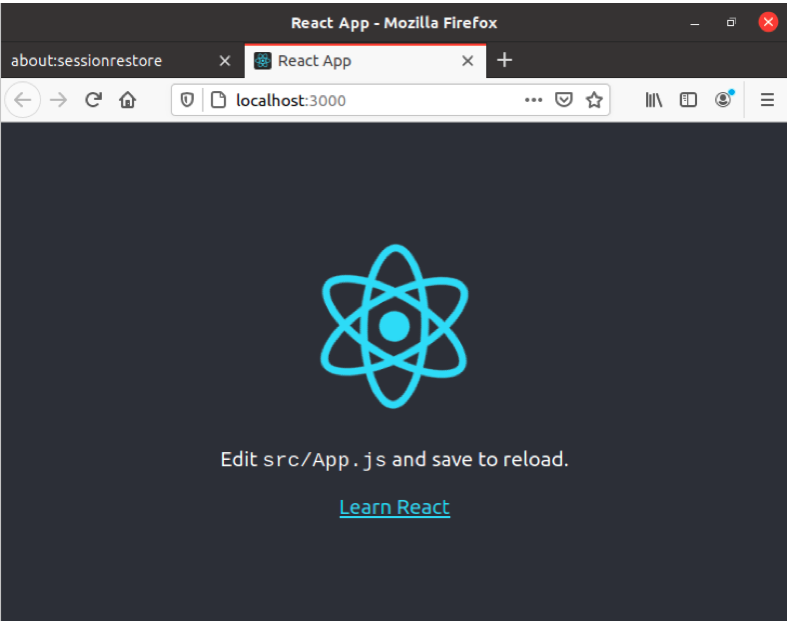 React App - Mozilla Firefox
about:sessionrestore
React App
localhost:3000
Edit src/App.js and save to reload.
Learn React